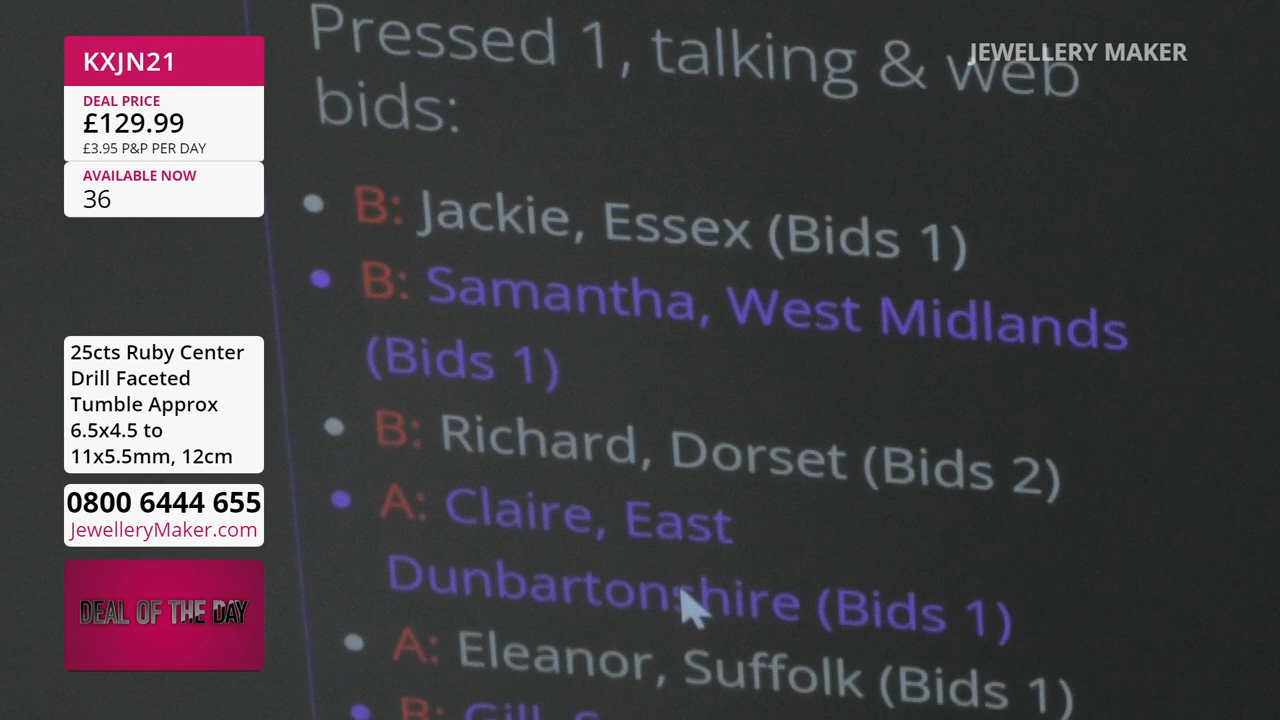 KXJN21
DEAL PRICE
£129.99
£3.95 P&P PER DAY
AVAILABLE NOW
36
25cts Ruby Center
Drill Faceted
Tumble Approx
6.5x4.5 to
11x5.5mm, 12cm
0800 6444 655
JewelleryMaker.com
DEAL OF THE DAY
JEWELLERY MAKER
Pressed 1, talking & web
bids:
• B: Jackie, Essex (Bids 1)
• B: Samantha, West Midlands
(Bids 1)
• B: Richard, Dorset (Bids 2)
• A: Claire, East
Dunbartonshire (Bids 1)
• A: Eleanor, Suffolk (Bids 1)
• B: Gill,